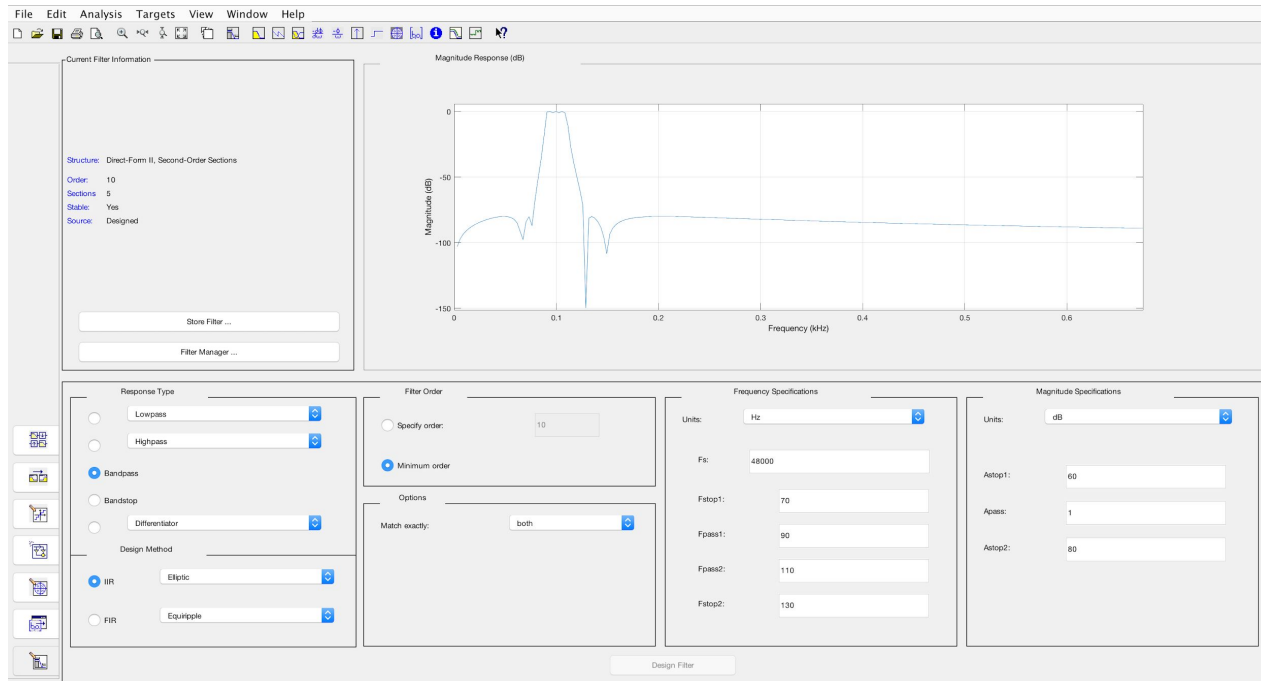 File Edit Analysis Targets View Window Help
Current Filter Information
Structure: Direct-Form II, Second-Order Sections
Order: 10
Sections 5
Stable: Yes
Source: Designed
Store Filter ...
Filter Manager ...
Magnitude Response (dB)
Magnitude (dB)
0
-50
-100
-150
0 0.1 0.2 0.3 0.4 0.5 0.6
Frequency (kHz)
Response Type
Lowpass
Highpass
Bandpass
Bandstop
Differentiator
Design Method
IIR Elliptic
FIR Equiripple
Filter Order
Specify order: 10
Minimum order
Options
Match exactly: both
Frequency Specifications
Units: Hz
Fs: 48000
Fstop1: 70
Fpass1: 90
Fpass2: 110
Fstop2: 130
Magnitude Specifications
Units: dB
Astop1: 60
Apass: 1
Astop2: 80
Design Filter